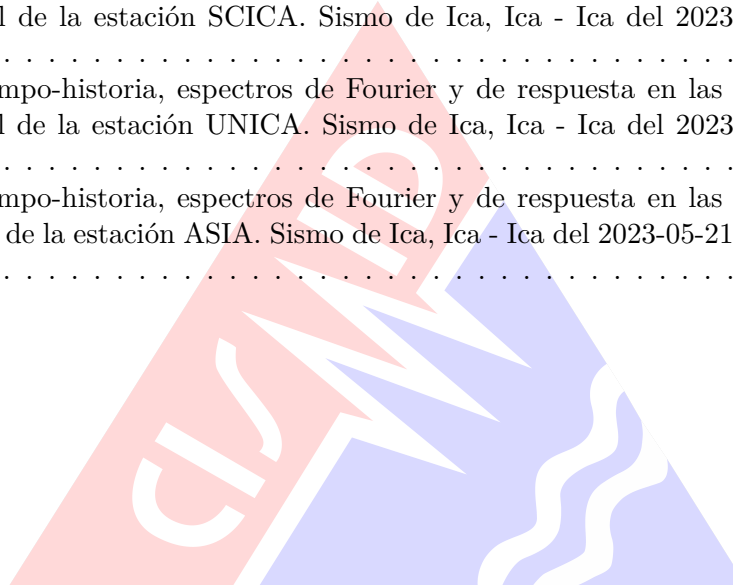 l de la estación SCICA. Sismo de Ica, Ica - Ica del 2023
. . . . . . . . . . . . . . . . . . . . . . . . . . . . . . . . .
mpo-historia, espectros de Fourier y de respuesta en las
l de la estación UNICA. Sismo de Ica, Ica - Ica del 2023
. . . . . . . . . . . . . . . . . . . . . . . . . . . . . . . . .
mpo-historia, espectros de Fourier y de respuesta en las
de la estación ASIA. Sismo de Ica, Ica - Ica del 2023-05-21
. . . . . . . . . . . . . . . . . . . . . . . . . . . . . . . . .
CISMID